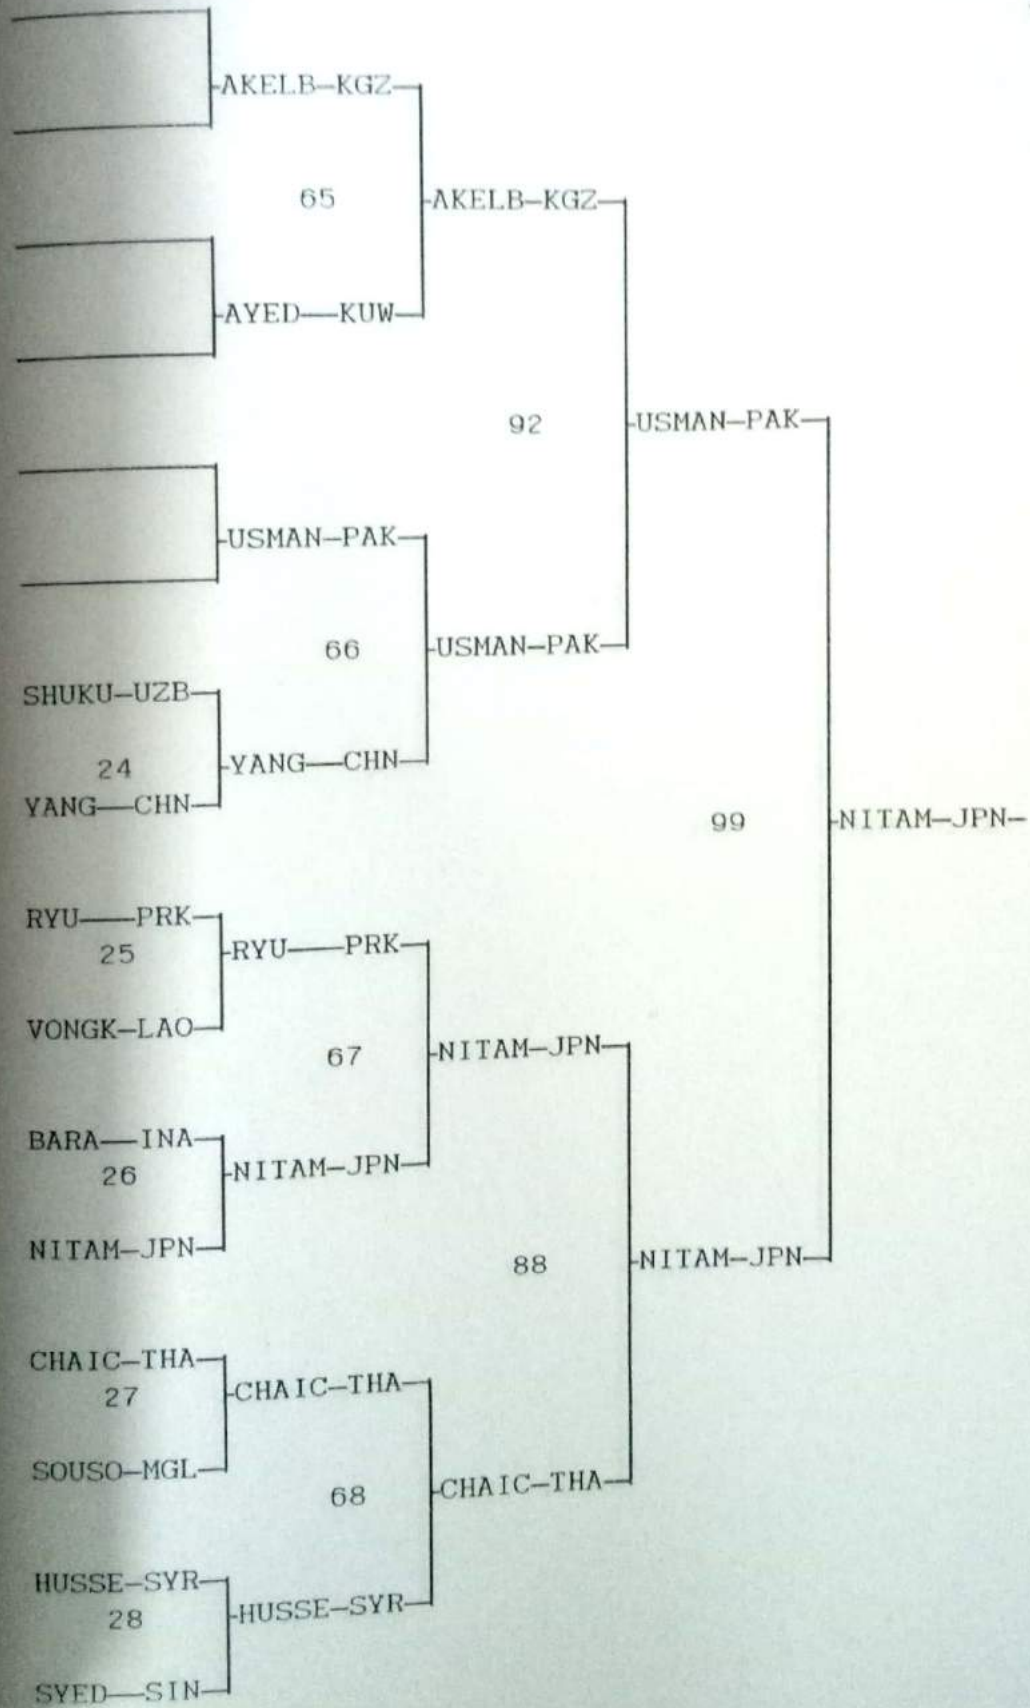 AKELB—KGZ
65
AKELB—KGZ
AYED—KUW
92
USMAN—PAK
USMAN—PAK
66
USMAN—PAK
SHUKU—UZB
24
YANG—CHN
YANG—CHN
99
NITAM—JPN
RYU—PRK
25
RYU—PRK
VONGK—LAO
67
NITAM—JPN
BARA—INA
26
NITAM—JPN
NITAM—JPN
88
NITAM—JPN
CHAIC—THA
27
CHAIC—THA
SOUSO—MGL
68
CHAIC—THA
HUSSE—SYR
28
HUSSE—SYR
SYED—SIN